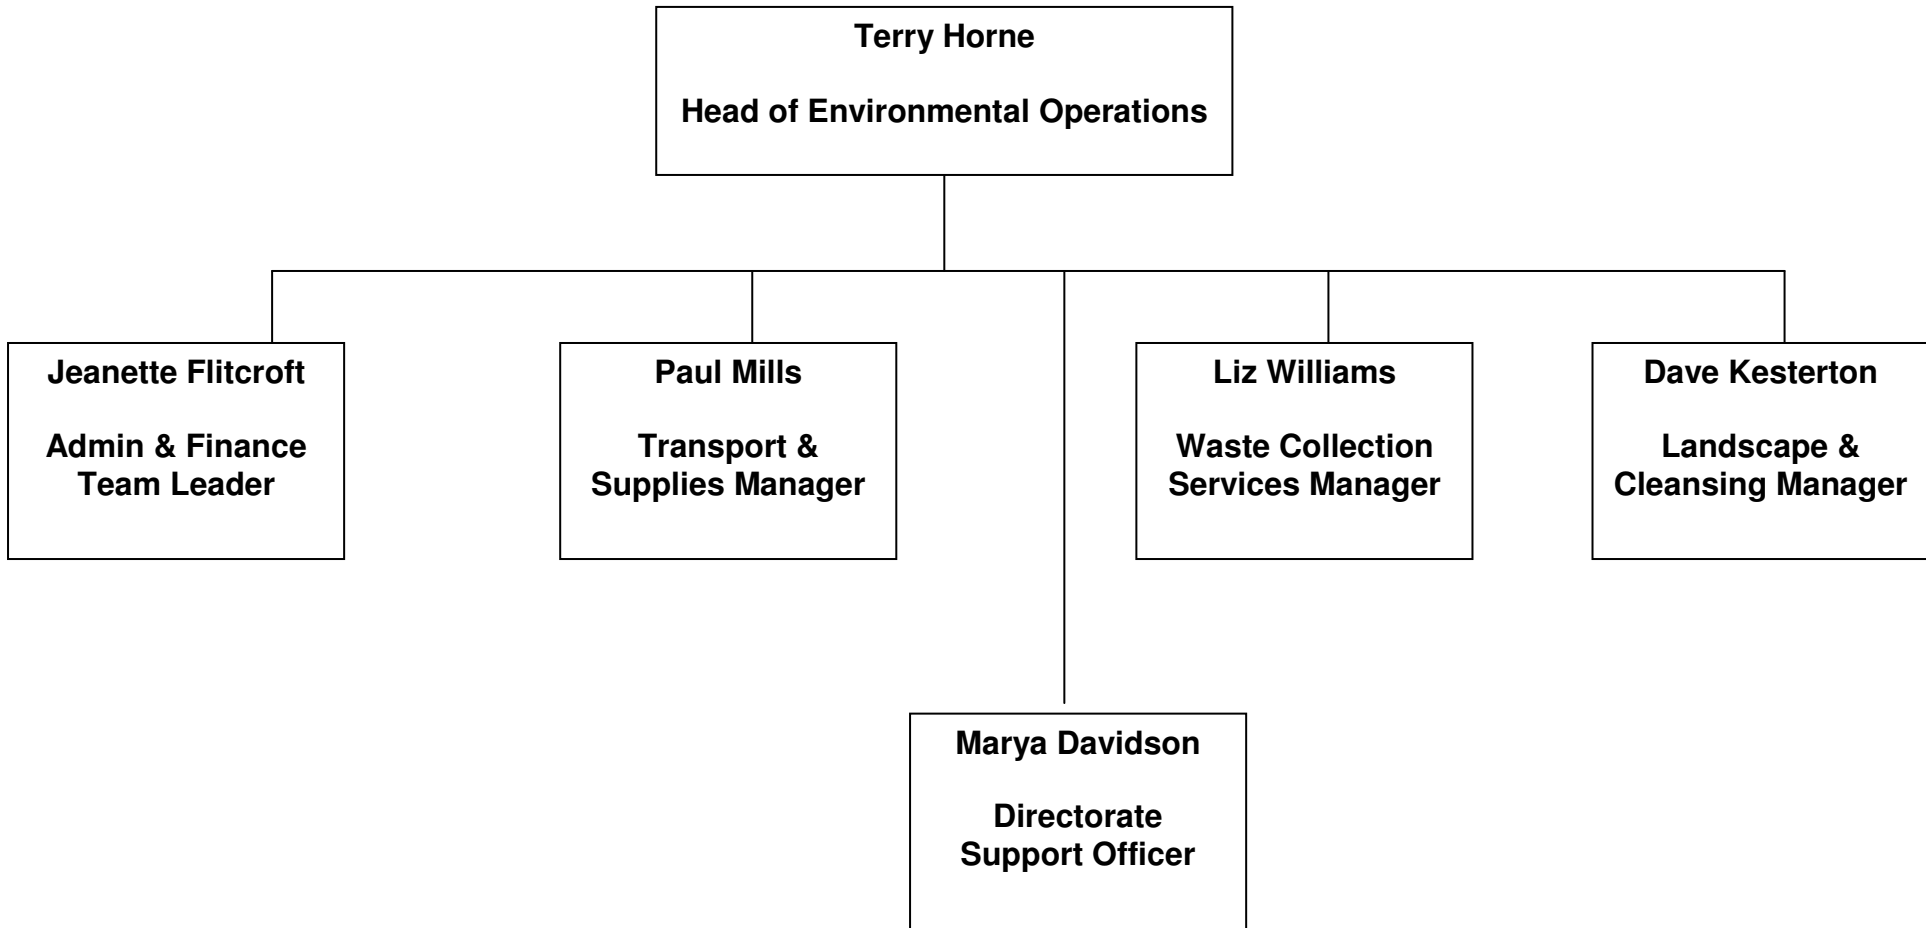 Terry Horne
Head of Environmental Operations
Jeanette Flitcroft
Admin & Finance
Team Leader
Paul Mills
Transport &
Supplies Manager
Liz Williams
Waste Collection
Services Manager
Dave Kesterton
Landscape &
Cleansing Manager
Marya Davidson
Directorate
Support Officer